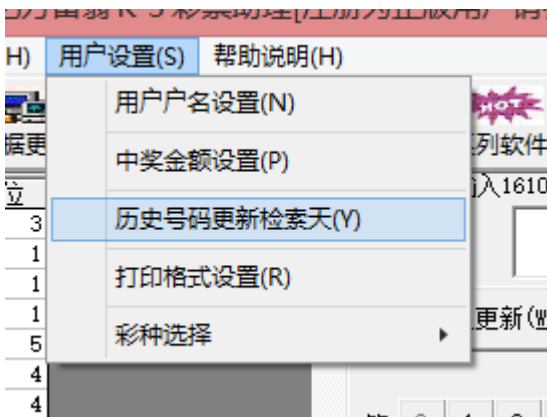 H) 用户设置(S) 帮助说明(H)
用户户名设置(N)
HOT
据更
列软件
中奖金额设置(P)
位
入1610
3
历史号码更新检索天(Y)
1
1
打印格式设置(R)
1
更新(W
5
彩种选择
4
4